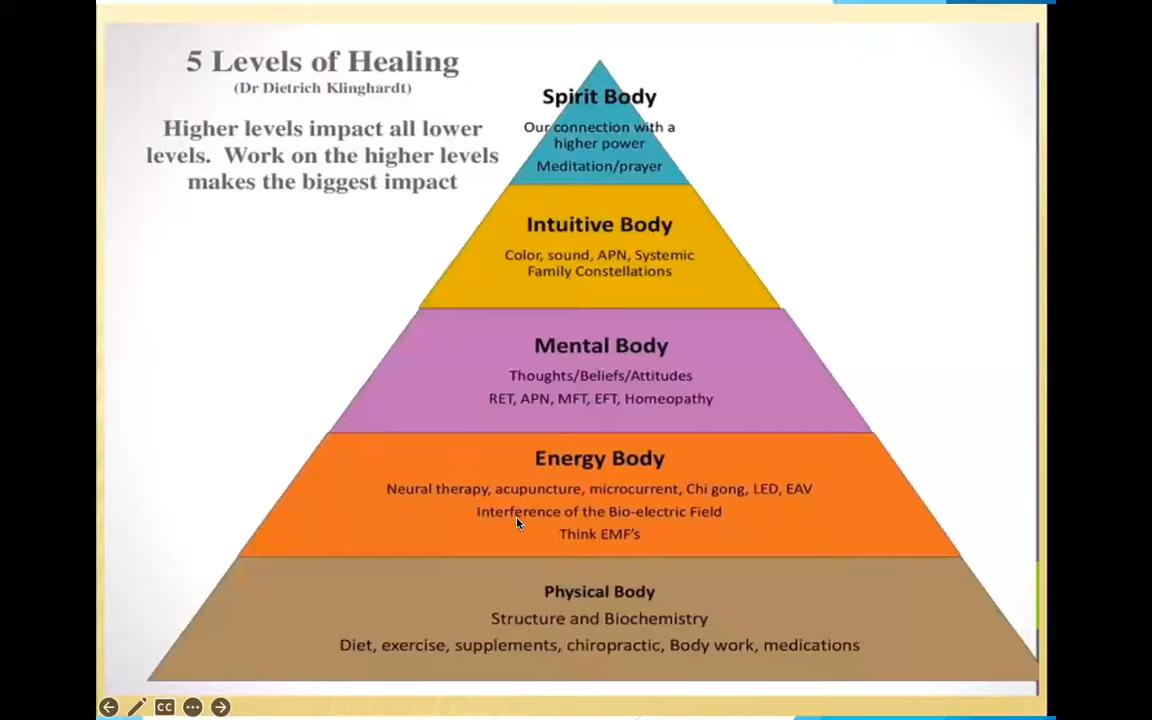 5 Levels of Healing
(Dr Dietrich Klinghardt)
Higher levels impact all lower
levels. Work on the higher levels
makes the biggest impact
Spirit Body
Our connection with a
higher power
Meditation/prayer
Intuitive Body
Color, sound, APN, Systemic
Family Constellations
Mental Body
Thoughts/Beliefs/Attitudes
RET, APN, MFT, EFT, Homeopathy
Energy Body
Neural therapy, acupuncture, microcurrent, Chi gong, LED, EAV
Interference of the Bio-electric Field
Think EMF's
Physical Body
Structure and Biochemistry
Diet, exercise, supplements, chiropractic, Body work, medications
CC